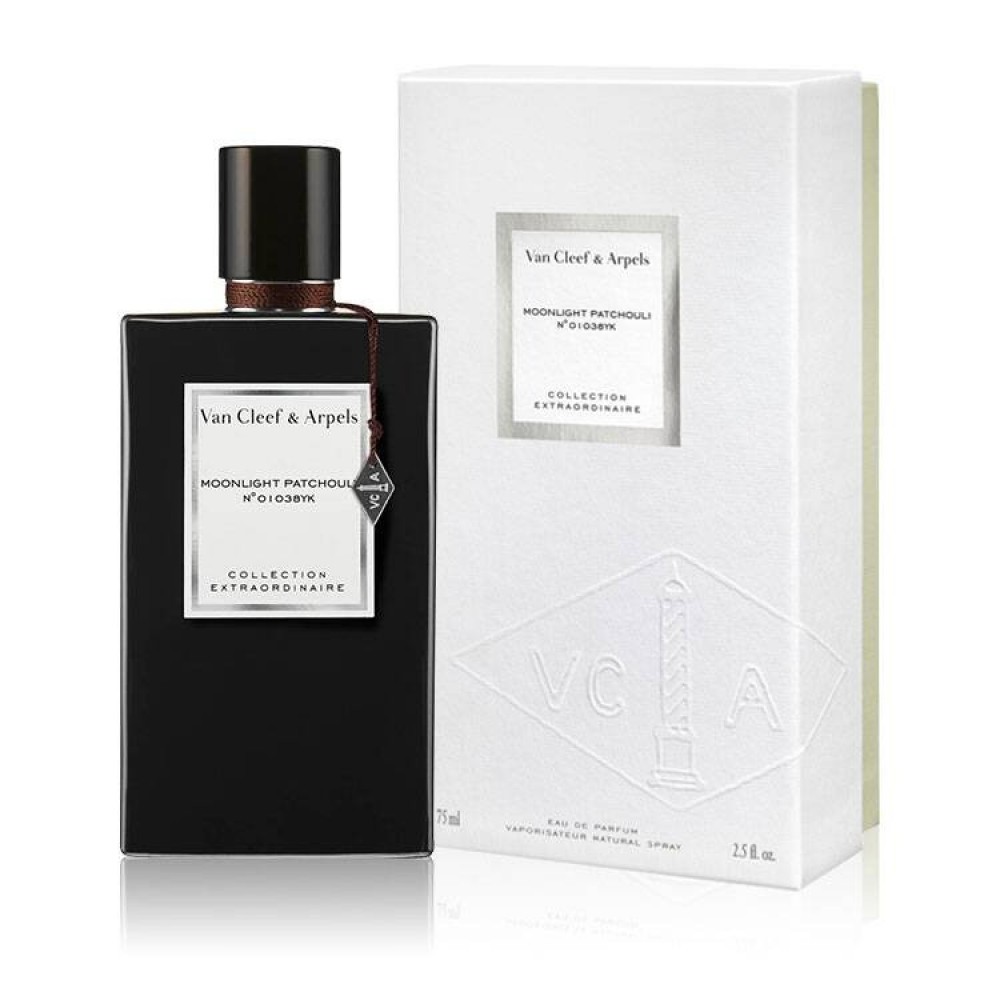 Van Cleef & Arpels
MOONLIGHT PATCHOULI
N°01038YK
COLLECTION
EXTRAORDINAIRE
VC A
Van Cleef & Arpels
MOONLIGHT PATCHOULI
N°01038YK
COLLECTION
EXTRAORDINAIRE
VC A
75 ml
EAU DE PARFUM
VAPORISATEUR NATURAL SPRAY
2.5 fl. oz.